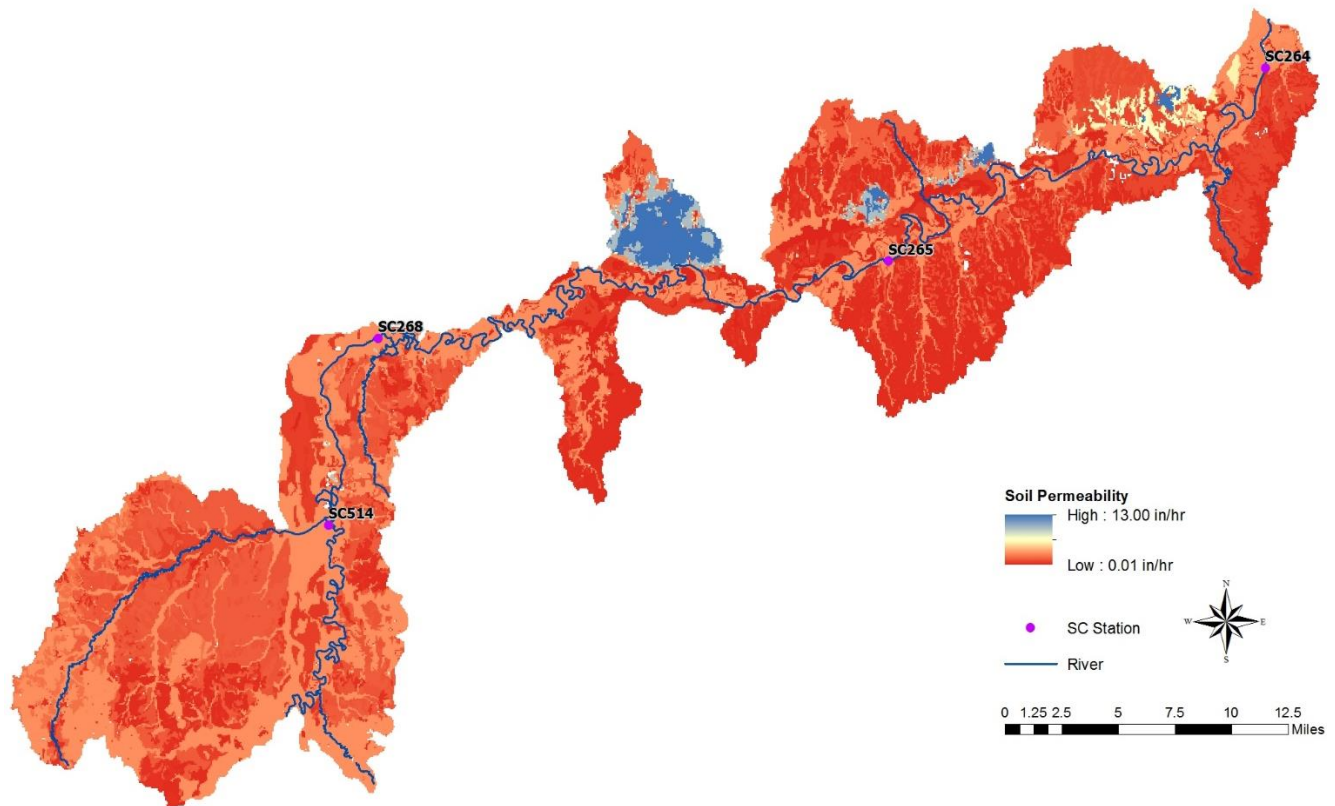 SC264
SC265
SC268
SC514
Soil Permeability
High : 13.00 in/hr
Low : 0.01 in/hr
N
W E
S
SC Station
River
0 1.25 2.5 5 7.5 10 12.5
Miles